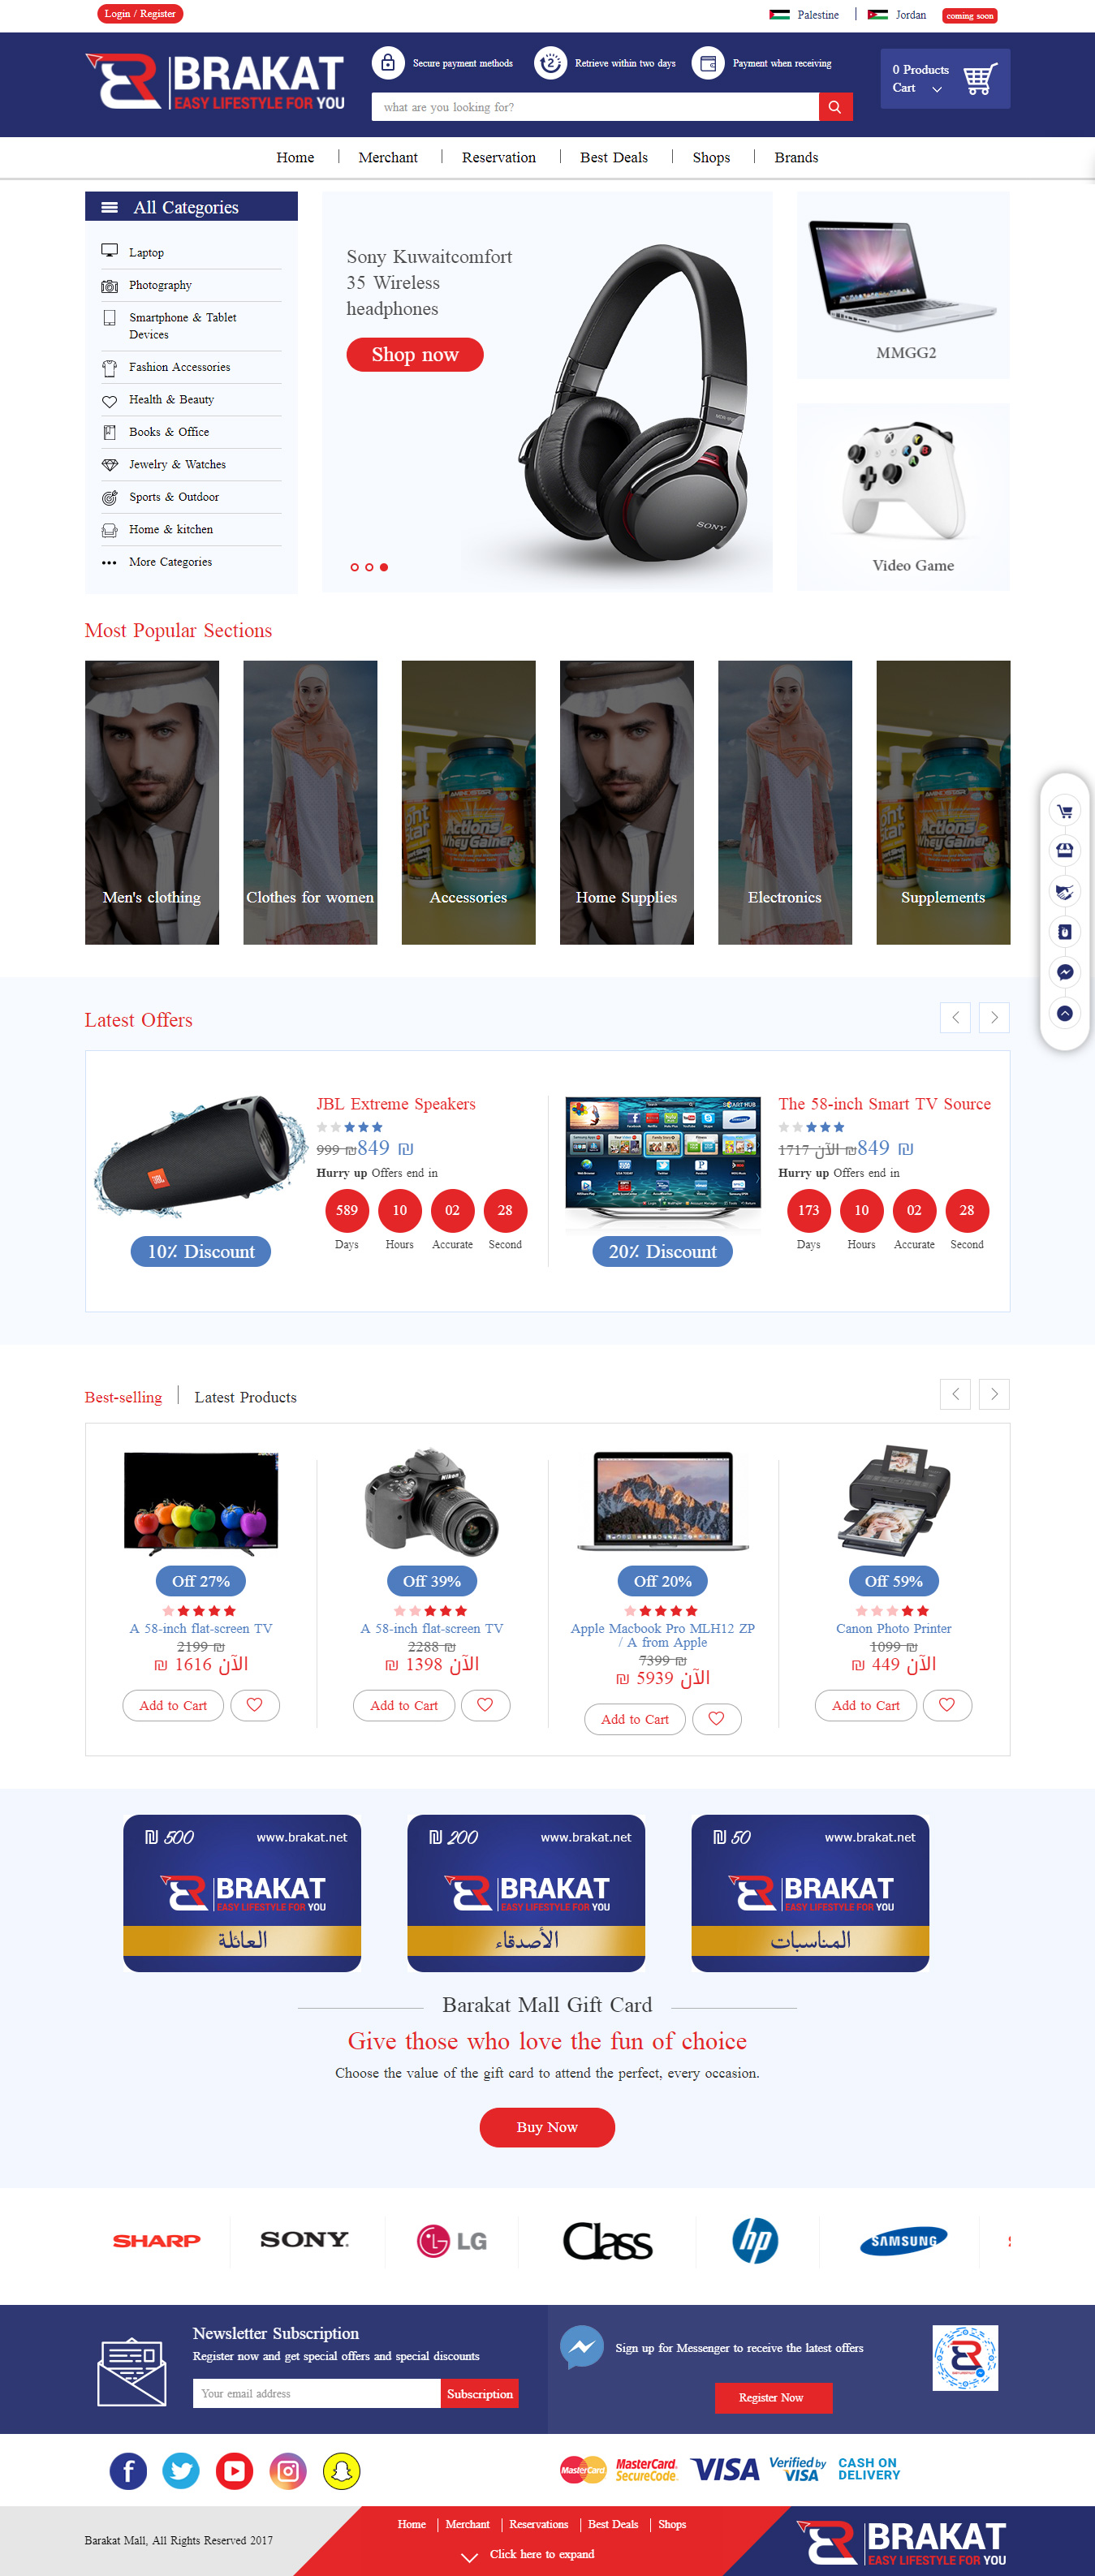 Login / Register
Palestine
Jordan
coming soon
BRAKAT
EASY LIFESTYLE FOR YOU
Secure payment methods
Retrieve within two days
Payment when receiving
what are you looking for?
0 Products
Cart
Home
Merchant
Reservation
Best Deals
Shops
Brands
All Categories
Laptop
Photography
Smartphone & Tablet
Devices
Fashion Accessories
Health & Beauty
Books & Office
Jewelry & Watches
Sports & Outdoor
Home & kitchen
More Categories
Sony Kuwaitcomfort
35 Wireless
headphones
Shop now
SONY
MMGG2
Video Game
Most Popular Sections
Men's clothing
Clothes for women
Actions
Whey Gainer
Accessories
Home Supplies
Electronics
Actions
Whey Gainer
Supplements
Latest Offers
JBL
10٪ Discount
JBL Extreme Speakers
999 ₪849 ₪
Hurry up Offers end in
589
10
02
28
Days
Hours
Accurate
Second
SMART HUB
20٪ Discount
The 58-inch Smart TV Source
1717 الآن ₪849 ₪
Hurry up Offers end in
173
10
02
28
Days
Hours
Accurate
Second
Best-selling
Latest Products
Off 27%
A 58-inch flat-screen TV
2199 ₪
₪ 1616 الآن
Add to Cart
Nikon
Off 39%
A 58-inch flat-screen TV
2288 ₪
₪ 1398 الآن
Add to Cart
Off 20%
Apple Macbook Pro MLH12 ZP
/ A from Apple
7399 ₪
₪ 5939 الآن
Add to Cart
Off 59%
Canon Photo Printer
1099 ₪
₪ 449 الآن
Add to Cart
₪ 500
www.brakat.net
BRAKAT
EASY LIFESTYLE FOR YOU
العائلة
₪ 200
www.brakat.net
BRAKAT
EASY LIFESTYLE FOR YOU
الأصدقاء
₪ 50
www.brakat.net
BRAKAT
EASY LIFESTYLE FOR YOU
المناسبات
Barakat Mall Gift Card
Give those who love the fun of choice
Choose the value of the gift card to attend the perfect, every occasion.
Buy Now
SHARP
SONY
LG
Class
hp
SAMSUNG
Newsletter Subscription
Register now and get special offers and special discounts
Your email address
Subscription
Sign up for Messenger to receive the latest offers
Register Now
MasterCard
MasterCard.
SecureCode.
VISA
Verified by
VISA
CASH ON
DELIVERY
Barakat Mall, All Rights Reserved 2017
Home
Merchant
Reservations
Best Deals
Shops
Click here to expand
BRAKAT
EASY LIFESTYLE FOR YOU